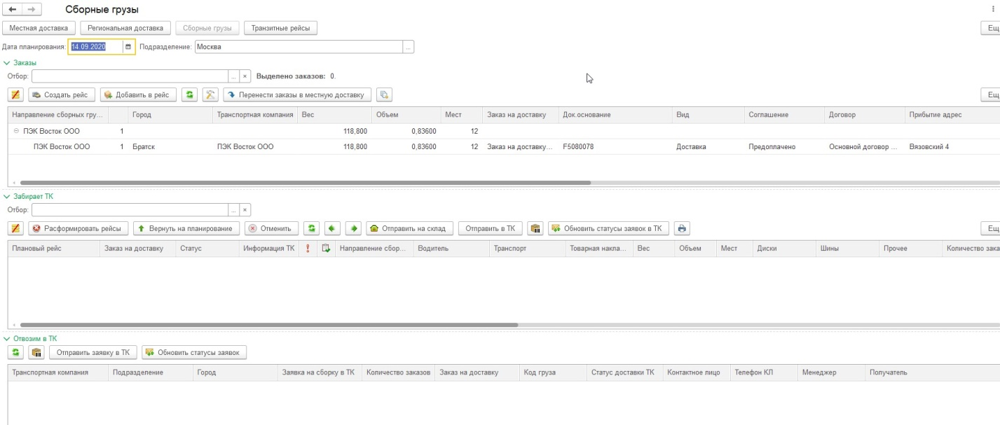 Сборные грузы
Местная доставка Региональная доставка Сборные грузы Транзитные рейсы Ещ
Дата планирования: 14.09.2020 Подразделение: Москва ...
Заказы
Отбор: ... × Выделено заказов: 0.
Создать рейс Добавить в рейс Перенести заказы в местную доставку Ещ
Направление сборных гру... Город Транспортная компания Вес Объем Мест Заказ на доставку Док.основание Вид Соглашение Договор Прибытие адрес
ПЭК Восток ООО 1 118,800 0,83600 12
ПЭК Восток ООО 1 Братск ПЭК Восток ООО 118,800 0,83600 12 Заказ на доставку... F5080078 Доставка Предоплачено Основной договор ... Вязовский 4
Забирает ТК
Отбор: ... ×
Расформировать рейсы Вернуть на планирование Отменить Отправить на склад Отправить в ТК Обновить статусы заявок в ТК Ещ
Плановый рейс Заказ на доставку Статус Информация ТК Направление сбор... Водитель Транспорт Товарная накла... Вес Объем Мест Диски Шины Прочее Количество зака
Отвозим в ТК
Отправить заявку в ТК Обновить статусы заявок
Транспортная компания Подразделение Город Заявка на сборку в ТК Количество заказов Заказ на доставку Код груза Статус доставки ТК Контактное лицо Телефон КЛ Менеджер Получатель